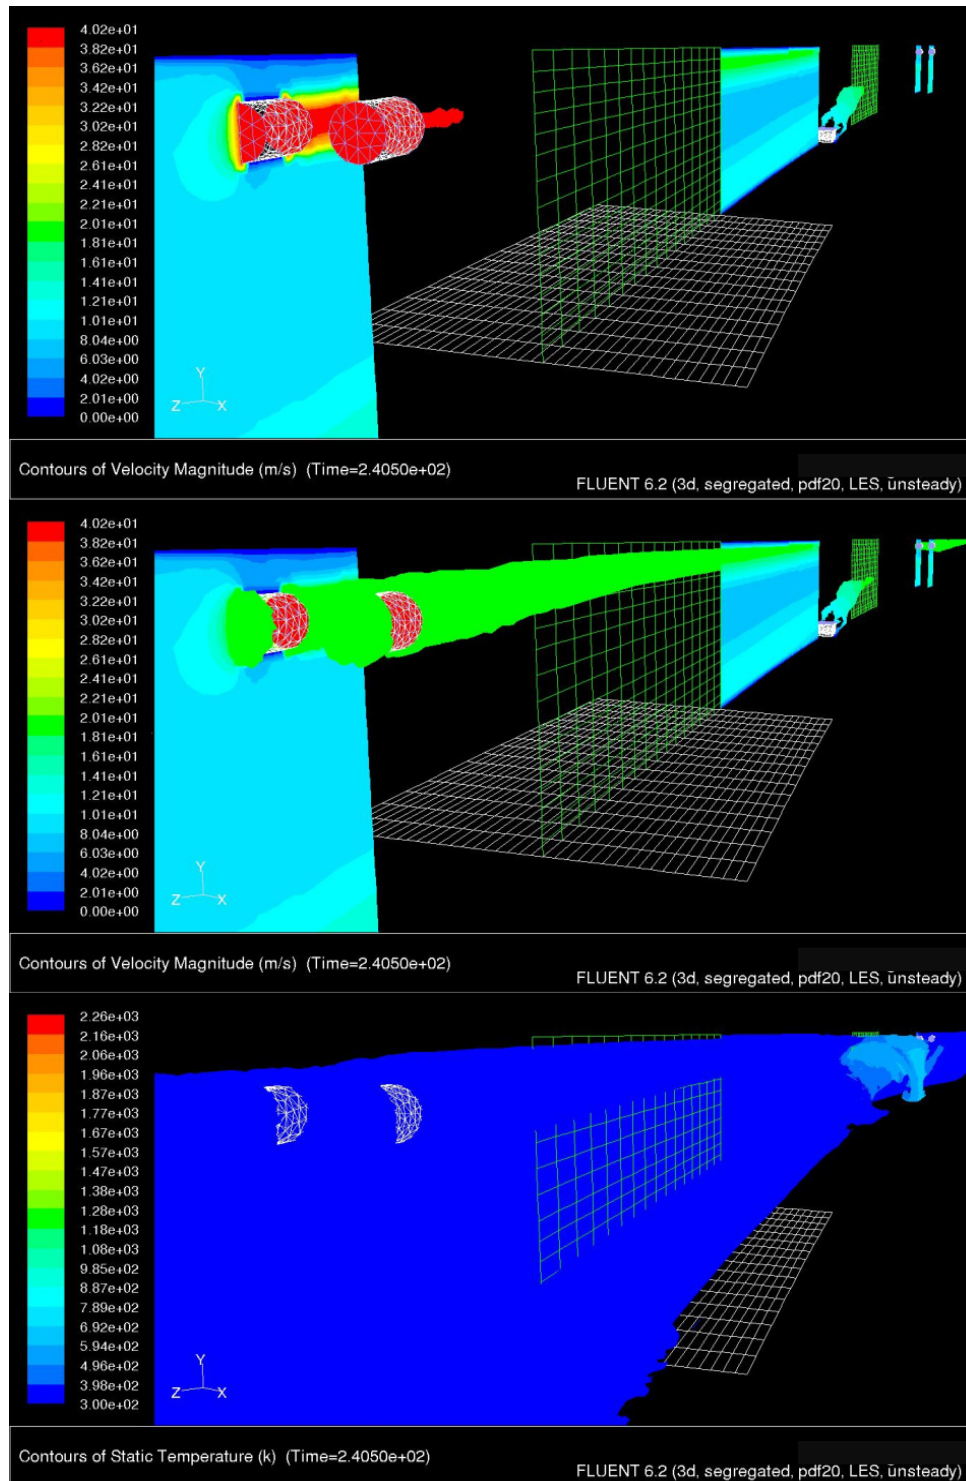 4.02e+01
3.82e+01
3.62e+01
3.42e+01
3.22e+01
3.02e+01
2.82e+01
2.61e+01
2.41e+01
2.21e+01
2.01e+01
1.81e+01
1.61e+01
1.41e+01
1.21e+01
1.01e+01
8.04e+00
6.03e+00
4.02e+00
2.01e+00
0.00e+00
Y
Z X
Contours of Velocity Magnitude (m/s) (Time=2.4050e+02)
FLUENT 6.2 (3d, segregated, pdf20, LES, unsteady)
4.02e+01
3.82e+01
3.62e+01
3.42e+01
3.22e+01
3.02e+01
2.82e+01
2.61e+01
2.41e+01
2.21e+01
2.01e+01
1.81e+01
1.61e+01
1.41e+01
1.21e+01
1.01e+01
8.04e+00
6.03e+00
4.02e+00
2.01e+00
0.00e+00
Y
Z X
Contours of Velocity Magnitude (m/s) (Time=2.4050e+02)
FLUENT 6.2 (3d, segregated, pdf20, LES, unsteady)
2.26e+03
2.16e+03
2.06e+03
1.96e+03
1.87e+03
1.77e+03
1.67e+03
1.57e+03
1.47e+03
1.38e+03
1.28e+03
1.18e+03
1.08e+03
9.85e+02
8.87e+02
7.89e+02
6.92e+02
5.94e+02
4.96e+02
3.98e+02
3.00e+02
Y
Z X
Contours of Static Temperature (k) (Time=2.4050e+02)
FLUENT 6.2 (3d, segregated, pdf20, LES, unsteady)